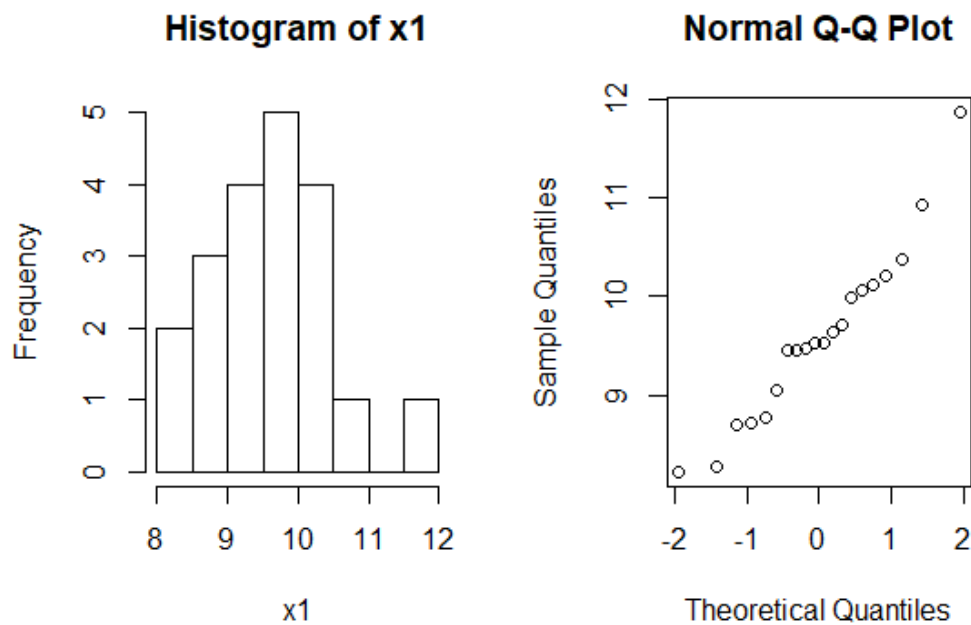 Histogram of x1
Frequency
0 1 2 3 4 5
8 9 10 11 12
x1
Normal Q-Q Plot
Sample Quantiles
9 10 11 12
-2 -1 0 1 2
Theoretical Quantiles